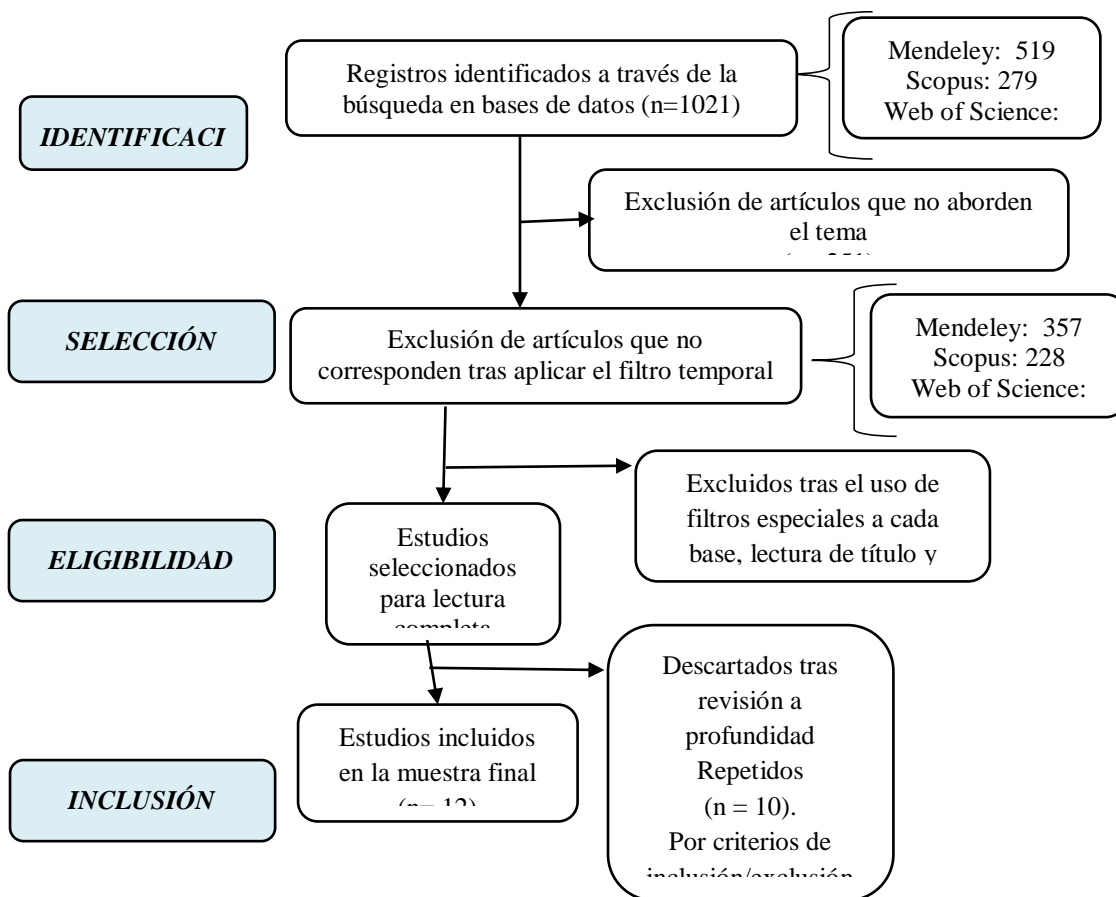 Registros identificados a través de la
búsqueda en bases de datos (n=1021)
Mendeley: 519
Scopus: 279
Web of Science:
IDENTIFICACI
Exclusión de artículos que no aborden
el tema
SELECCIÓN
Exclusión de artículos que no
corresponden tras aplicar el filtro temporal
Mendeley: 357
Scopus: 228
Web of Science:
ELIGIBILIDAD
Estudios
seleccionados
para lectura
completa
Excluidos tras el uso de
filtros especiales a cada
base, lectura de título y
INCLUSIÓN
Estudios incluidos
en la muestra final
Descartados tras
revisión a
profundidad
Repetidos
(n = 10).
Por criterios de
inclusión/exclusión